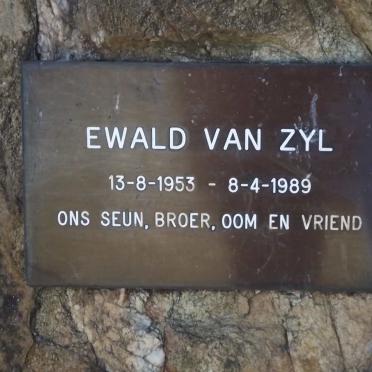 EWALD VAN ZYL
13-8-1953 - 8-4-1989
ONS SEUN, BROER, OOM EN VRIEND